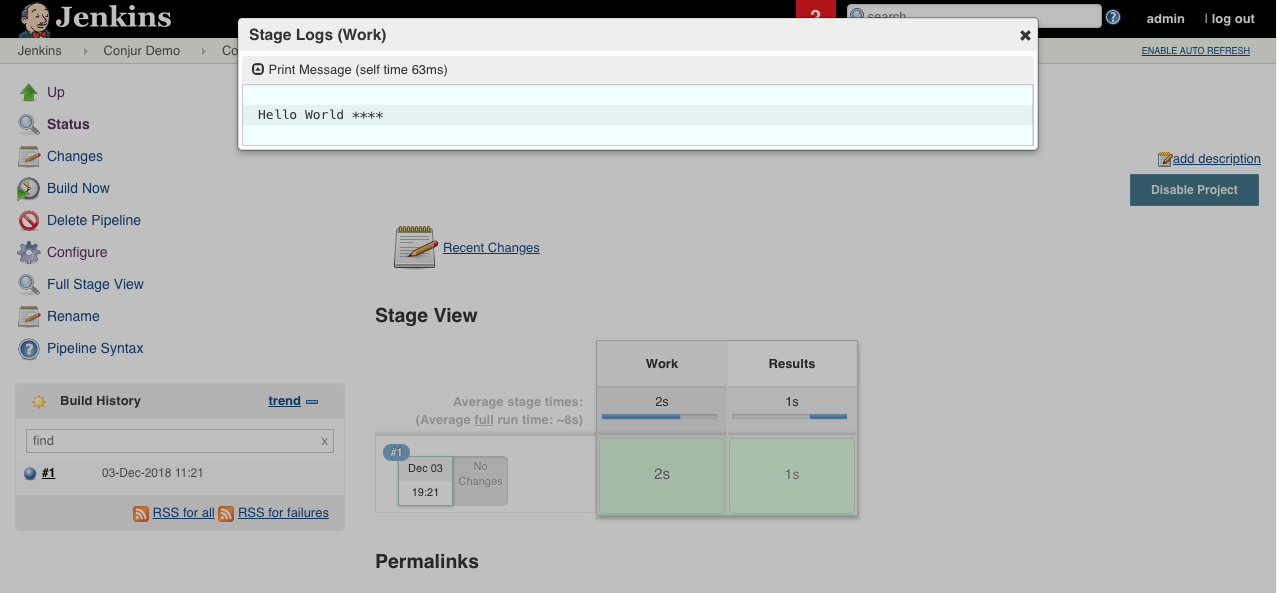 Jenkins
2
search
admin
| log out
Jenkins
Conjur Demo
Co
ENABLE AUTO REFRESH
Stage Logs (Work)
Print Message (self time 63ms)
Hello World ****
Up
Status
Changes
Build Now
Delete Pipeline
Configure
Full Stage View
Rename
Pipeline Syntax
add description
Disable Project
Recent Changes
Stage View
Work
Results
Average stage times:
2s
1s
(Average full run time: ~8s)
#1
Dec 03
19:21
No
Changes
2s
1s
Build History
trend
find
x
#1
03-Dec-2018 11:21
RSS for all
RSS for failures
Permalinks